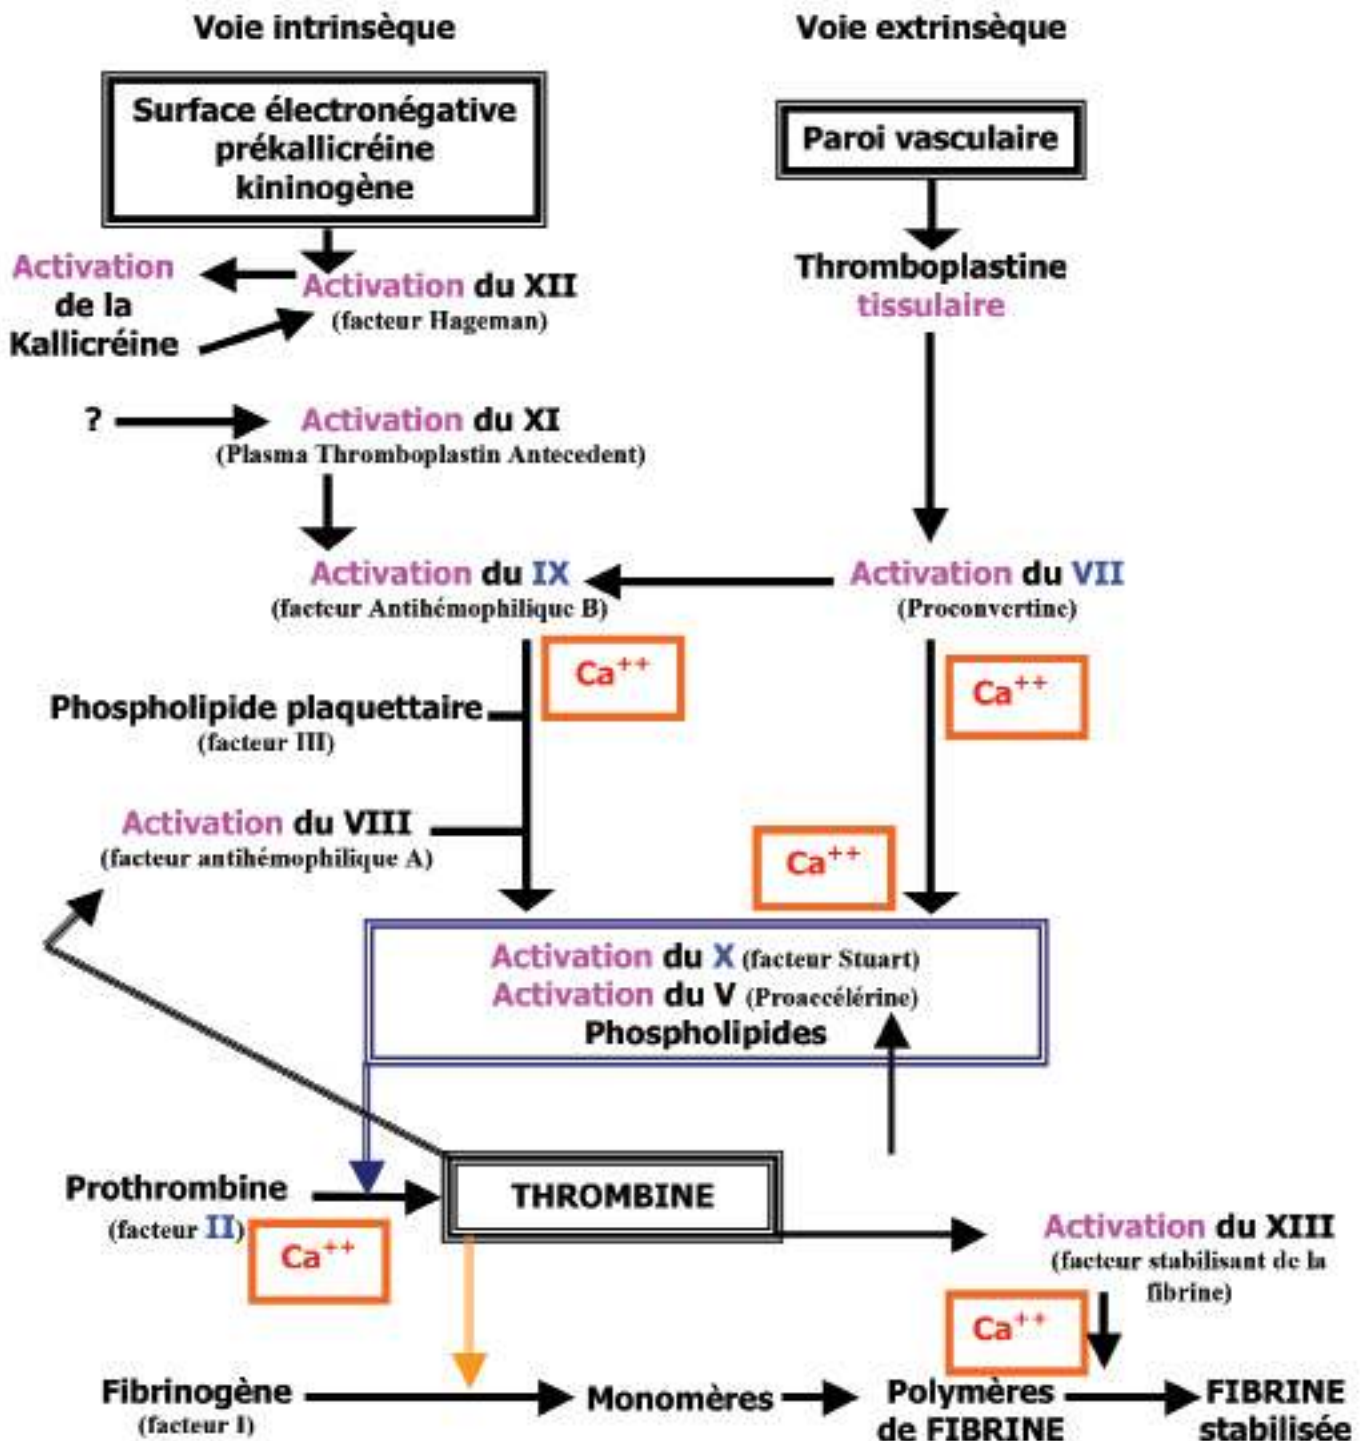 Voie intrinsèque
Voie extrinsèque
Surface électronégative
prékallicréine
kininogène
Paroi vasculaire
Activation
de la
Kallicréine
Activation du XII
(facteur Hageman)
Thromboplastine
tissulaire
?
Activation du XI
(Plasma Thromboplastin Antecedent)
Activation du IX
(facteur Antihémophilique B)
Activation du VII
(Proconvertine)
Ca++
Ca++
Phospholipide plaquettaire
(facteur III)
Activation du VIII
(facteur antihémophilique A)
Ca++
Activation du X (facteur Stuart)
Activation du V (Proaccélérine)
Phospholipides
Prothrombine
(facteur II)
Ca++
THROMBINE
Activation du XIII
(facteur stabilisant de la
fibrine)
Ca++
Fibrinogène
(facteur I)
Monomères
Polymères
de FIBRINE
FIBRINE
stabilisée